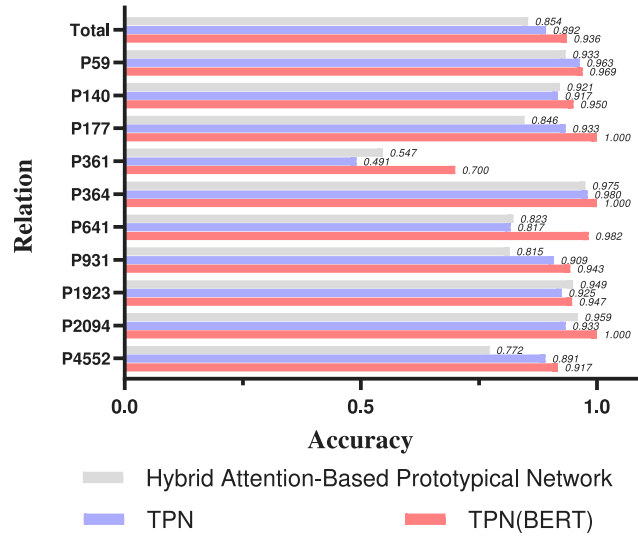 Total
0.854
0.892
0.936
P59
0.933
0.963
0.969
P140
0.921
0.917
0.950
P177
0.846
0.933
1.000
P361
0.547
0.491
0.700
P364
0.975
0.980
1.000
P641
0.823
0.817
0.982
P931
0.815
0.909
0.943
P1923
0.949
0.925
0.947
P2094
0.959
0.933
1.000
P4552
0.772
0.891
0.917
Relation
0.0 0.5 1.0
Accuracy
Hybrid Attention-Based Prototypical Network
TPN TPN(BERT)